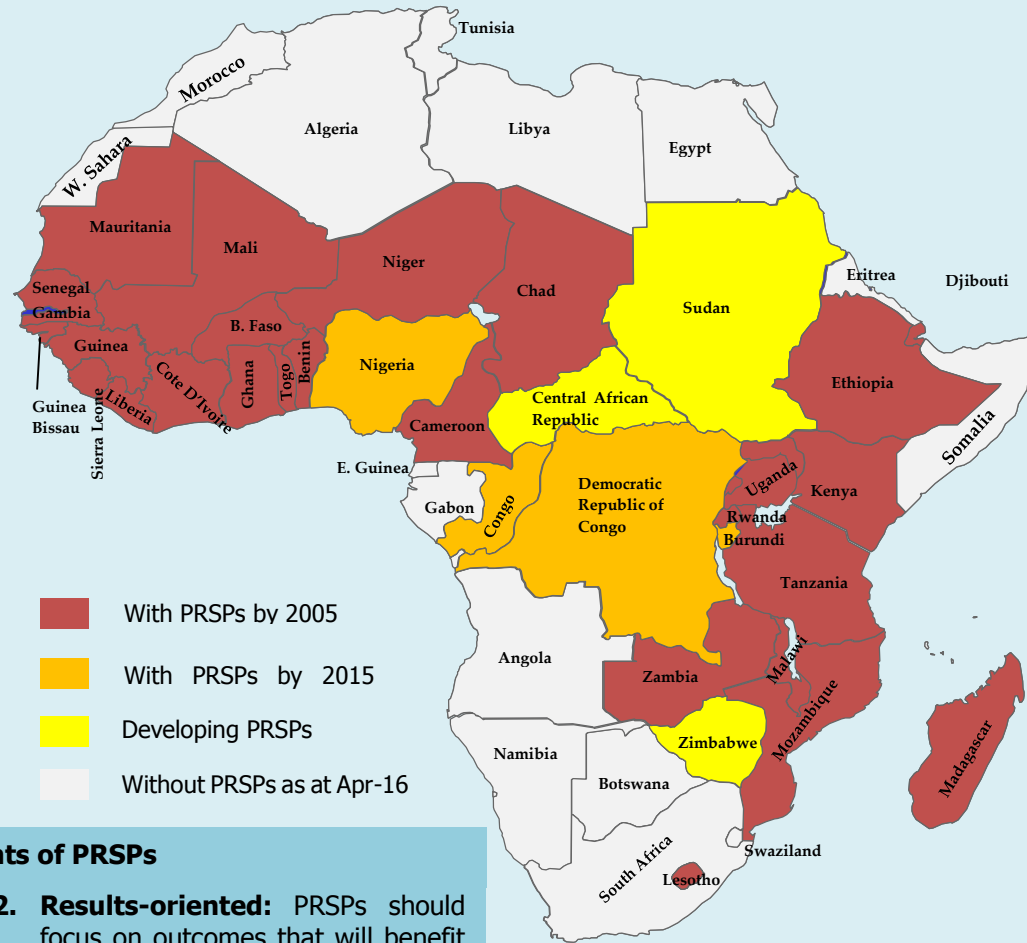 Tunisia
Morocco
Algeria
Libya
Egypt
W. Sahara
Mauritania
Mali
Niger
Chad
Sudan
Eritrea
Djibouti
Senegal
Gambia
Guinea
B. Faso
Benin
Togo
Ghana
Cote D'Ivoire
Liberia
Sierra Leone
Guinea
Bissau
Nigeria
Cameroon
Central African
Republic
Ethiopia
Somalia
E. Guinea
Gabon
Congo
Democratic
Republic of
Congo
Uganda
Kenya
Rwanda
Burundi
Tanzania
Angola
Zambia
Malawi
Mozambique
Zimbabwe
Namibia
Botswana
Madagascar
South Africa
Lesotho
Swaziland
With PRSPs by 2005
With PRSPs by 2015
Developing PRSPs
Without PRSPs as at Apr-16
ts of PRSPs
2. Results-oriented: PRSPs should
focus on outcomes that will benefit